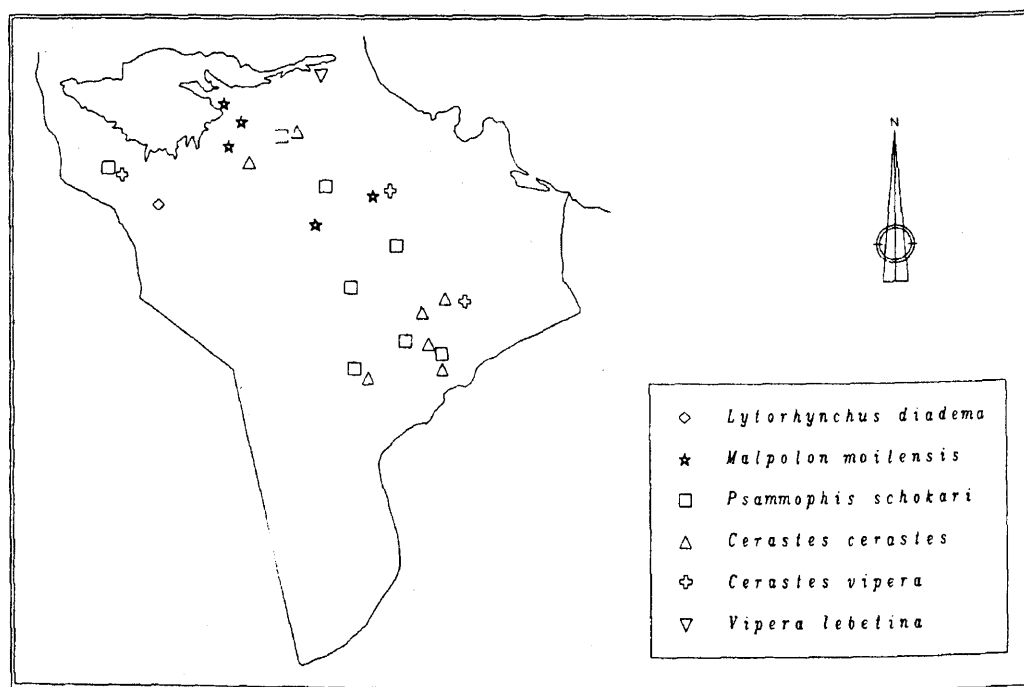 N
Lytorhynchus diadema
Malpolon moilensis
Psammophis schokari
Cerastes cerastes
Cerastes vipera
Vipera lebetina